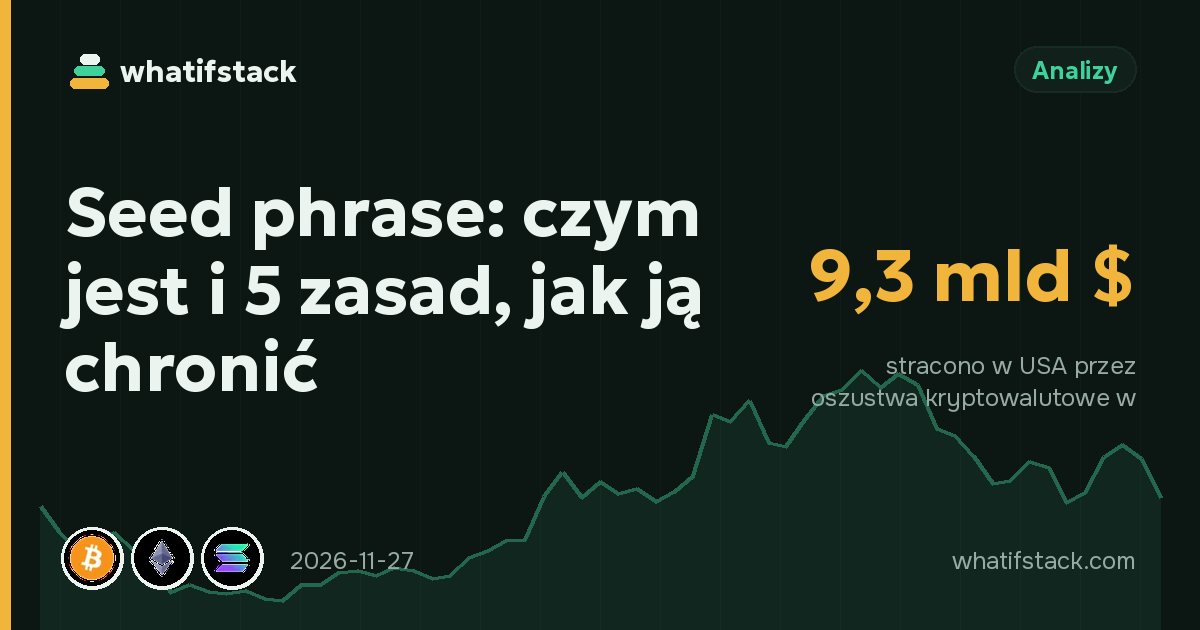 whatifstack
Analizy
Seed phrase: czym
jest i 5 zasad, jak ją
chronić
9,3 mld $
stracono w USA przez
oszustwa kryptowalutowe w
2026-11-27
whatifstack.com